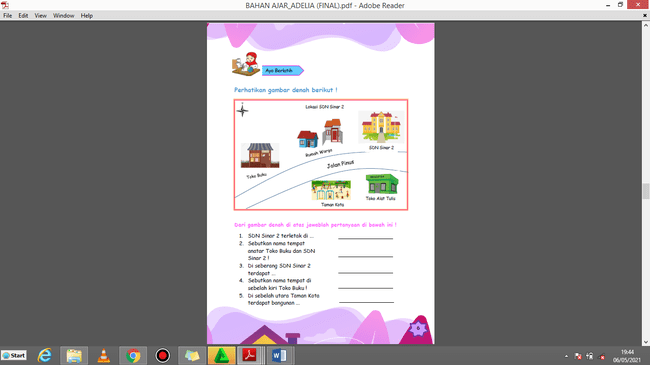 BAHAN AJAR_ADELIA (FINAL).pdf - Adobe Reader
File Edit View Window Help
Ayo Berlatih
Perhatikan gambar denah berikut !
Lokasi SDN Sinar 2
SDN Sinar 2
Rumah Warga
Toko Buku
Jalan Pinus
Taman Kota
Toko Alat Tulis
Dari gambar denah di atas jawablah pertanyaan di bawah ini !
1. SDN Sinar 2 terletak di ...
2. Sebutkan nama tempat
anatar Toko Buku dan SDN
Sinar 2 !
3. Di seberang SDN Sinar 2
terdapat ...
4. Sebutkan nama tempat di
sebelah kiri Toko Buku !
5. Di sebelah utara Taman Kota
terdapat bangunan ...
Start
19:44
06/05/2021